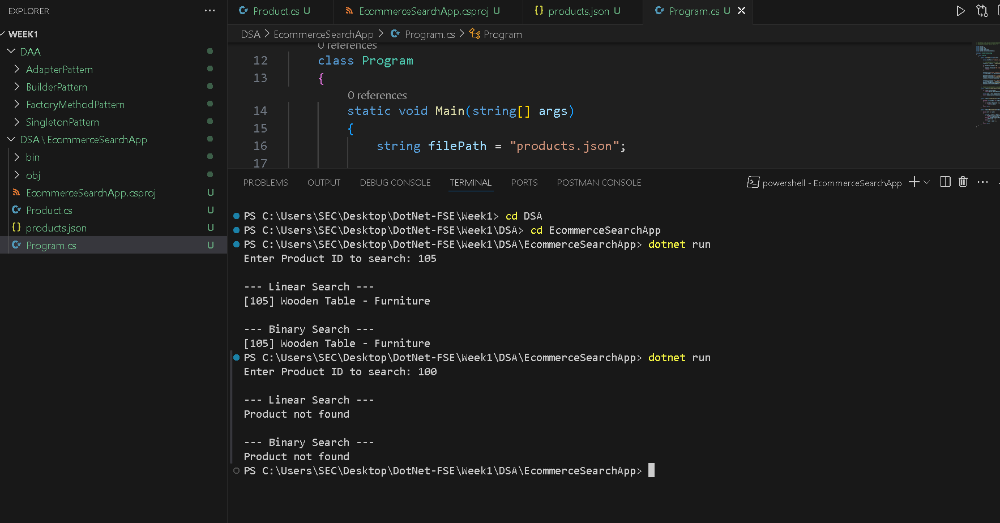 EXPLORER
WEEK1
DAA
AdapterPattern
BuilderPattern
FactoryMethodPattern
SingletonPattern
DSA \ EcommerceSearchApp
bin
obj
EcommerceSearchApp.csproj U
Product.cs U
products.json U
Program.cs U
Product.cs U EcommerceSearchApp.csproj U {} products.json U Program.cs U
DSA > EcommerceSearchApp > Program.cs > Program
0 references
12 class Program
13 {
0 references
14 static void Main(string[] args)
15 {
16 string filePath = "products.json";
17
PROBLEMS OUTPUT DEBUG CONSOLE TERMINAL PORTS POSTMAN CONSOLE powershell - EcommerceSearchApp
PS C:\Users\SEC\Desktop\DotNet-FSE\Week1> cd DSA
PS C:\Users\SEC\Desktop\DotNet-FSE\Week1\DSA> cd EcommerceSearchApp
PS C:\Users\SEC\Desktop\DotNet-FSE\Week1\DSA\EcommerceSearchApp> dotnet run
Enter Product ID to search: 105
--- Linear Search ---
[105] Wooden Table - Furniture
--- Binary Search ---
[105] Wooden Table - Furniture
PS C:\Users\SEC\Desktop\DotNet-FSE\Week1\DSA\EcommerceSearchApp> dotnet run
Enter Product ID to search: 100
--- Linear Search ---
Product not found
--- Binary Search ---
Product not found
PS C:\Users\SEC\Desktop\DotNet-FSE\Week1\DSA\EcommerceSearchApp>